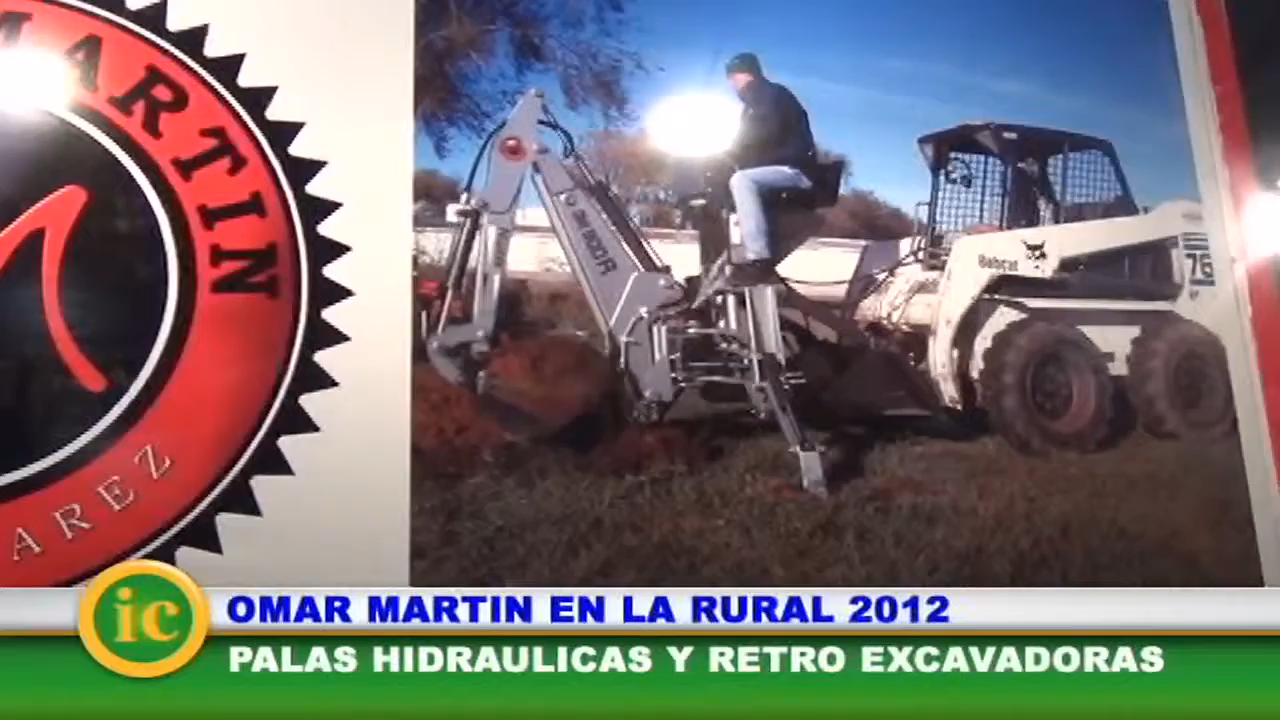 MARTIN
AREZ
Bobcat
76
ic
OMAR MARTIN EN LA RURAL 2012
PALAS HIDRAULICAS Y RETRO EXCAVADORAS